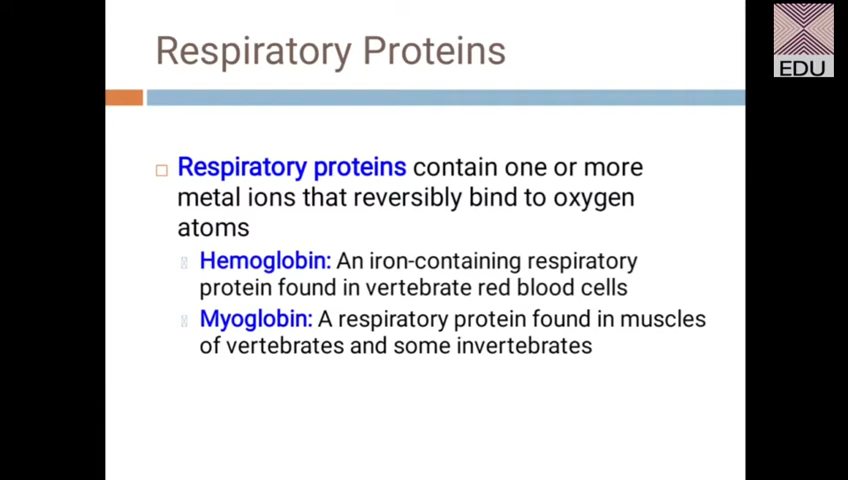 Respiratory Proteins
EDU
Respiratory proteins contain one or more
metal ions that reversibly bind to oxygen
atoms
Hemoglobin: An iron-containing respiratory
protein found in vertebrate red blood cells
Myoglobin: A respiratory protein found in muscles
of vertebrates and some invertebrates